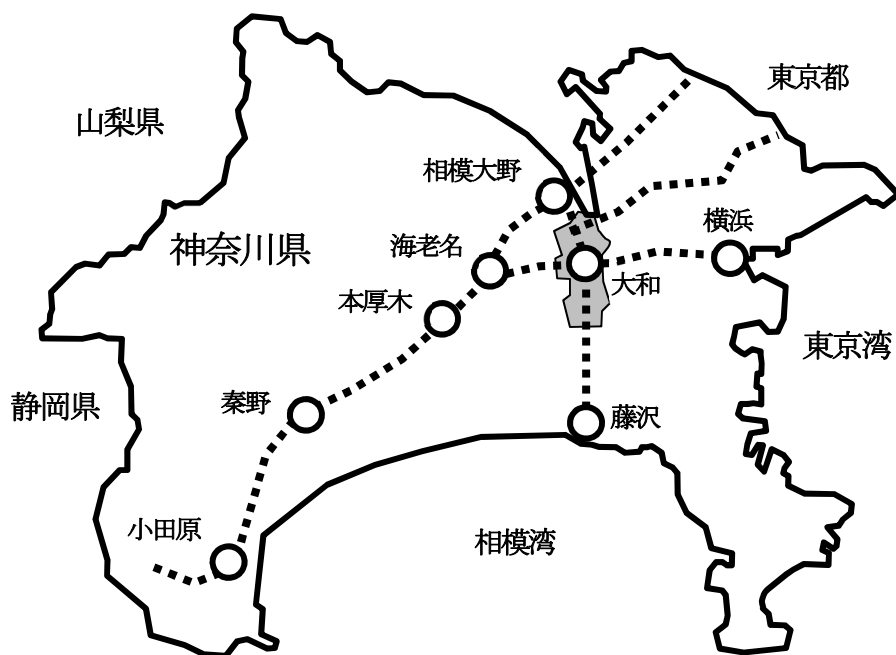 東京都
山梨県
相模大野
横浜
海老名
神奈川県
大和
本厚木
東京湾
静岡県
秦野
藤沢
小田原
相模湾